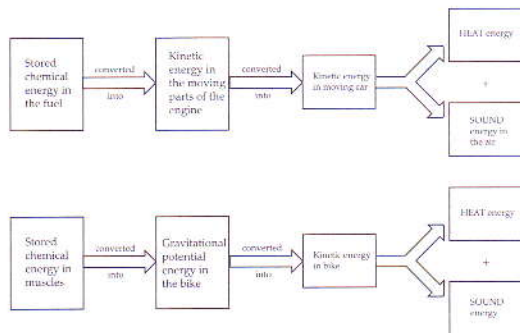 Stored
chemical
energy in
the fuel
converted
into
Kinetic
energy in
the moving
parts of the
engine
converted
into
Kinetic energy
in moving car
HEAT energy
+
SOUND
energy in
the air
Stored
chemical
energy in
muscles
converted
into
Gravitational
potential
energy in
the bike
converted
into
Kinetic energy
in bike
HEAT energy
+
SOUND
energy